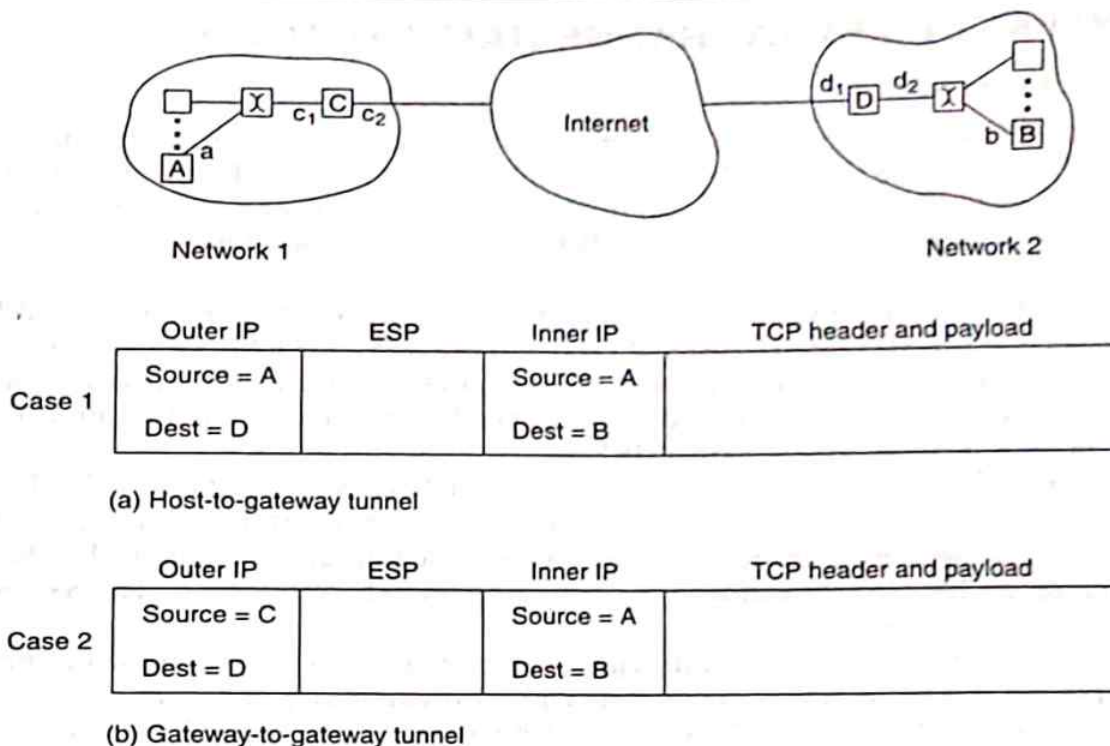 A
a
c1
C
c2
Internet
d1
D
d2
b
B
Network 1
Network 2
Outer IP ESP Inner IP TCP header and payload
Case 1
Source = A
Dest = D
Source = A
Dest = B
(a) Host-to-gateway tunnel
Outer IP ESP Inner IP TCP header and payload
Case 2
Source = C
Dest = D
Source = A
Dest = B
(b) Gateway-to-gateway tunnel